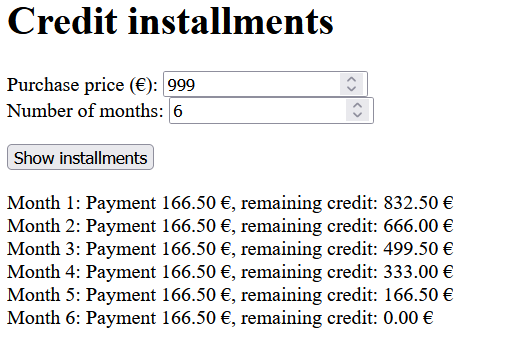 Credit installments
Purchase price (€): 999
Number of months: 6
Show installments
Month 1: Payment 166.50 €, remaining credit: 832.50 €
Month 2: Payment 166.50 €, remaining credit: 666.00 €
Month 3: Payment 166.50 €, remaining credit: 499.50 €
Month 4: Payment 166.50 €, remaining credit: 333.00 €
Month 5: Payment 166.50 €, remaining credit: 166.50 €
Month 6: Payment 166.50 €, remaining credit: 0.00 €